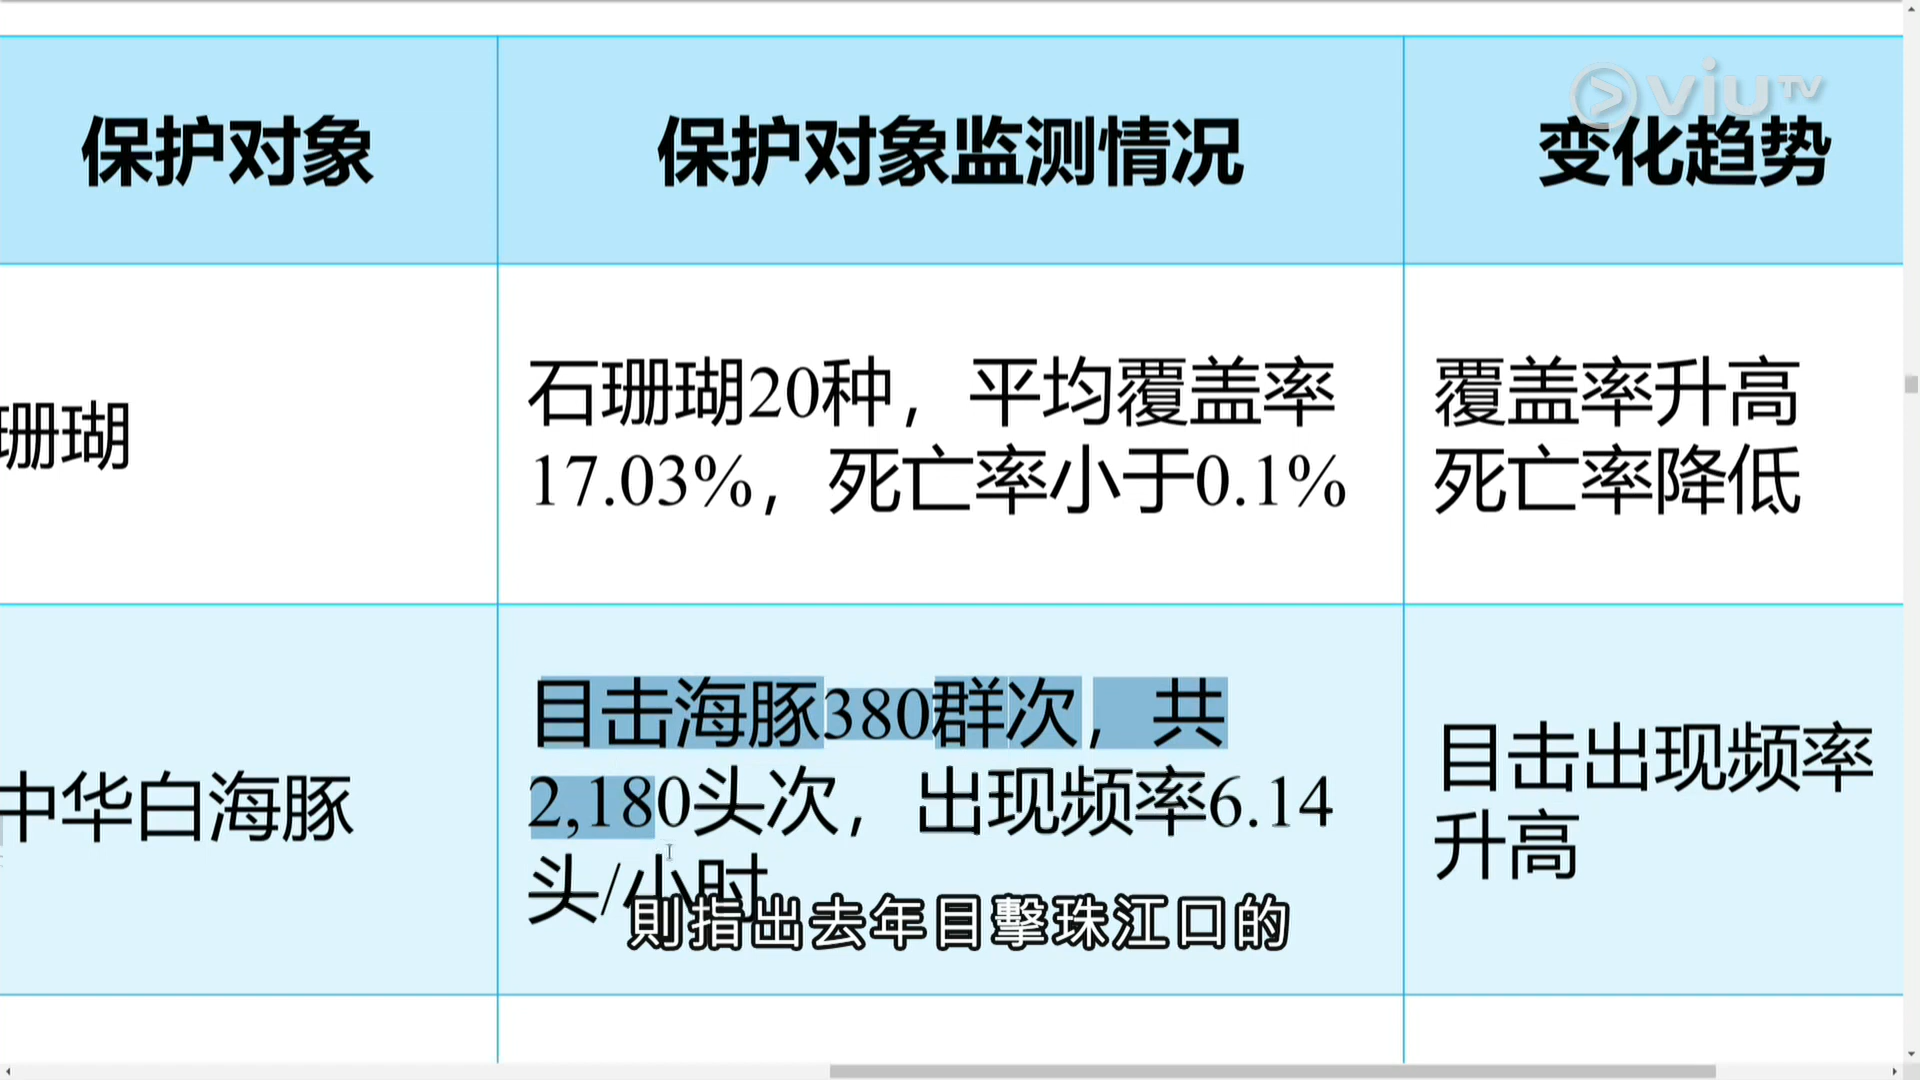 viuTV
保护对象
保护对象监测情况
变化趋势
珊瑚
石珊瑚20种，平均覆盖率
17.03%，死亡率小于0.1%
覆盖率升高
死亡率降低
中华白海豚
目击海豚380群次，共
2,180头次，出现频率6.14
头/小时
目击出现频率
升高
則指出去年目擊珠江口的